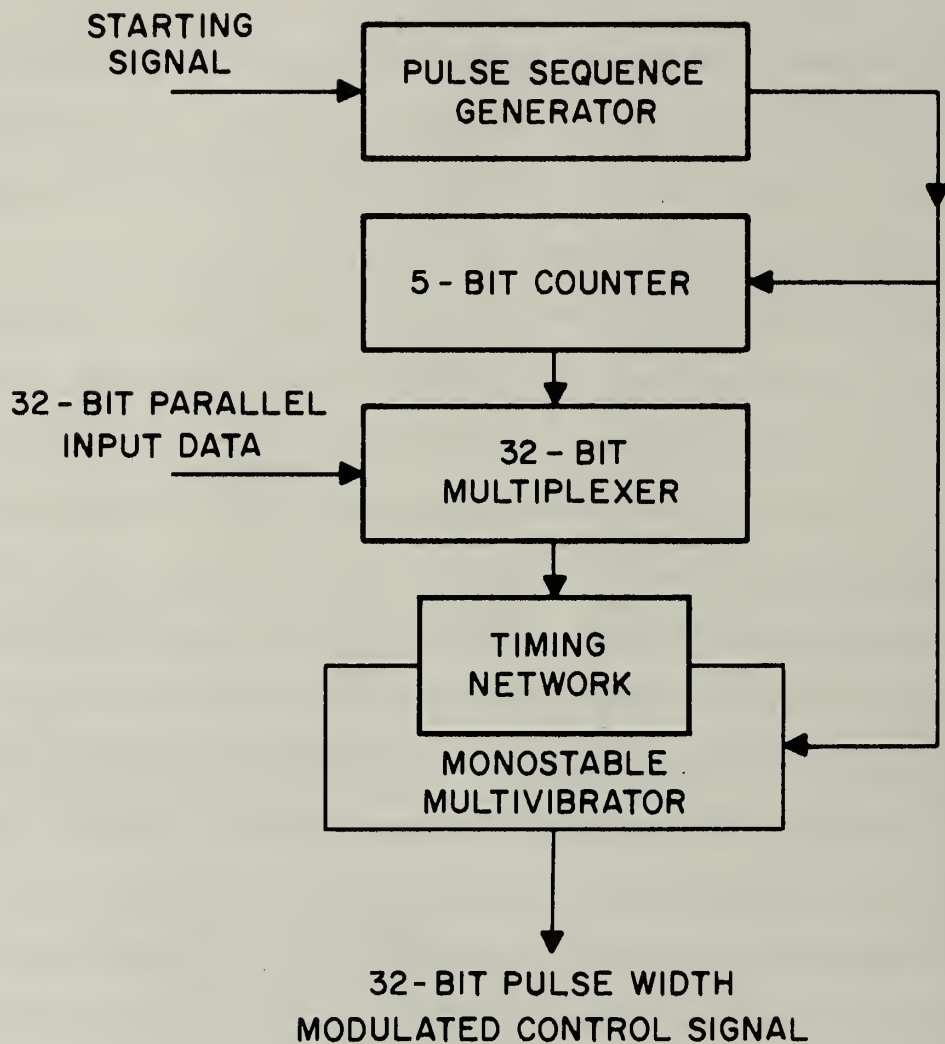 STARTING
SIGNAL
PULSE SEQUENCE
GENERATOR
5 - BIT COUNTER
32 - BIT PARALLEL
INPUT DATA
32 - BIT
MULTIPLEXER
TIMING
NETWORK
MONOSTABLE
MULTIVIBRATOR
32-BIT PULSE WIDTH
MODULATED CONTROL SIGNAL